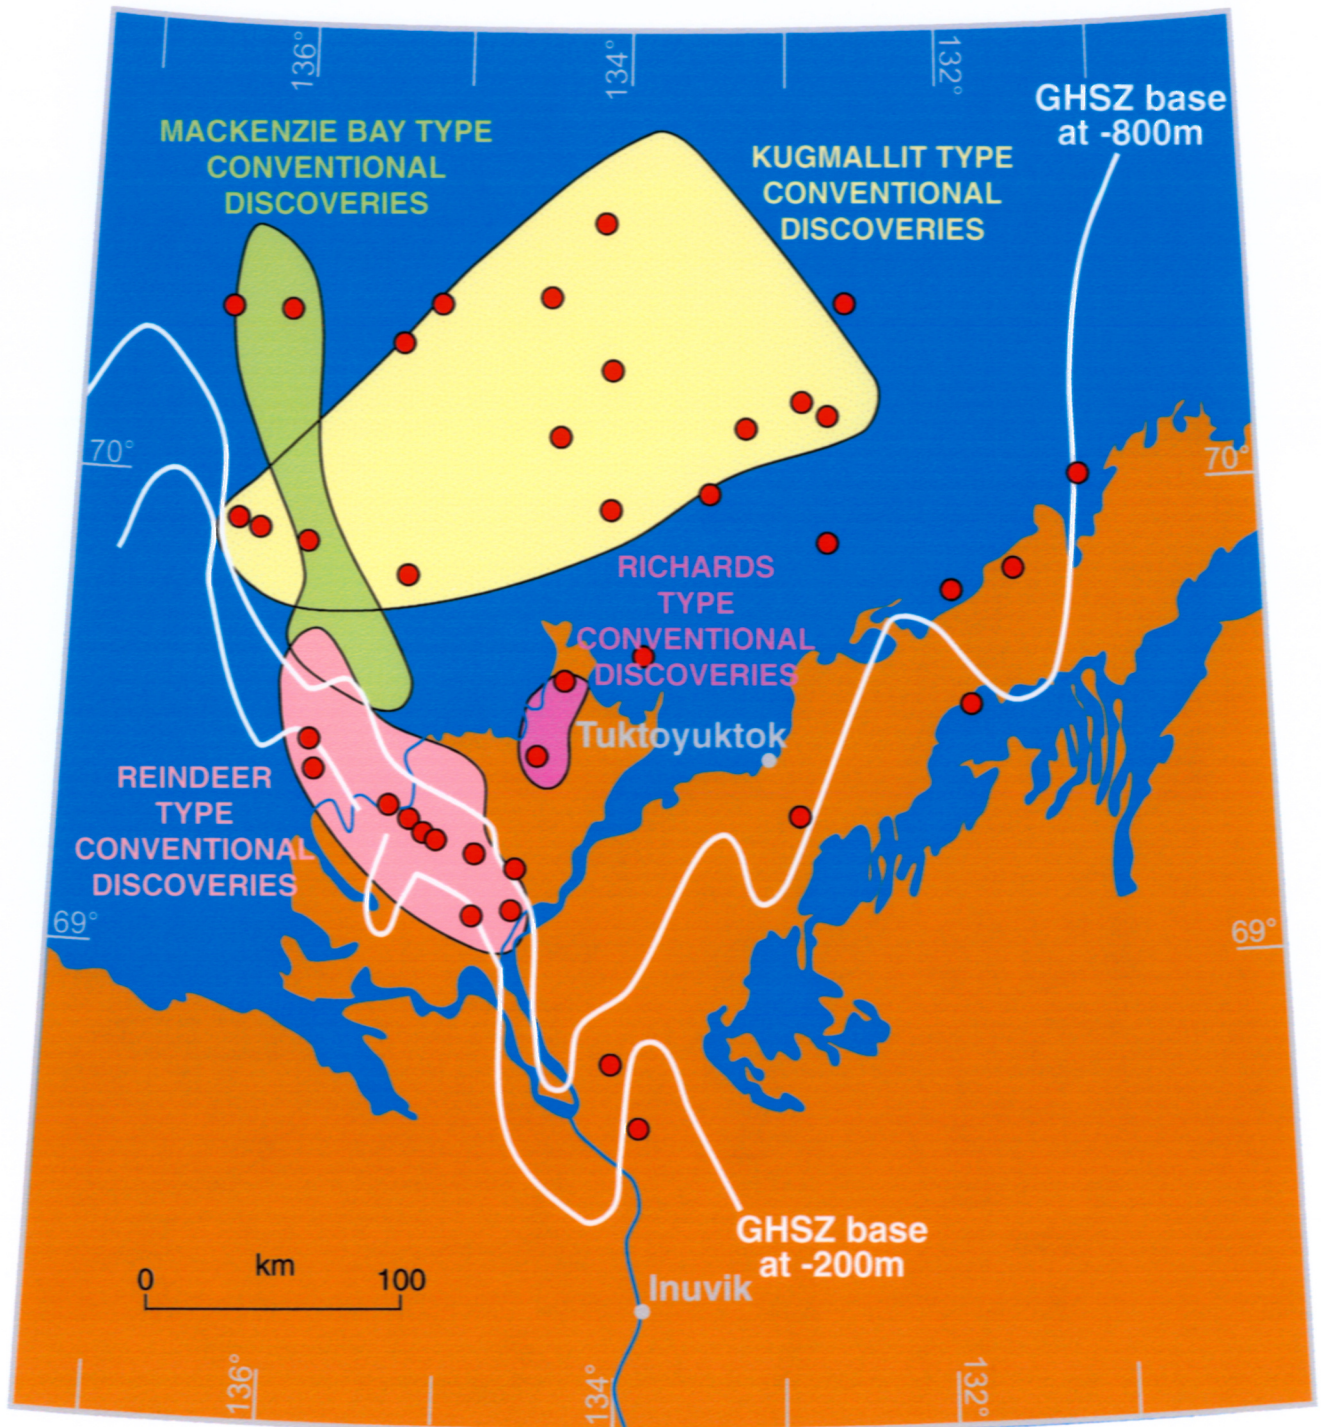 136°
134°
132°
GHSZ base
at -800m
MACKENZIE BAY TYPE
CONVENTIONAL
DISCOVERIES
KUGMALLIT TYPE
CONVENTIONAL
DISCOVERIES
70°
70°
RICHARDS
TYPE
CONVENTIONAL
DISCOVERIES
Tuktoyuktok
REINDEER
TYPE
CONVENTIONAL
DISCOVERIES
69°
69°
GHSZ base
at -200m
km
0 100
Inuvik
136°
134°
132°